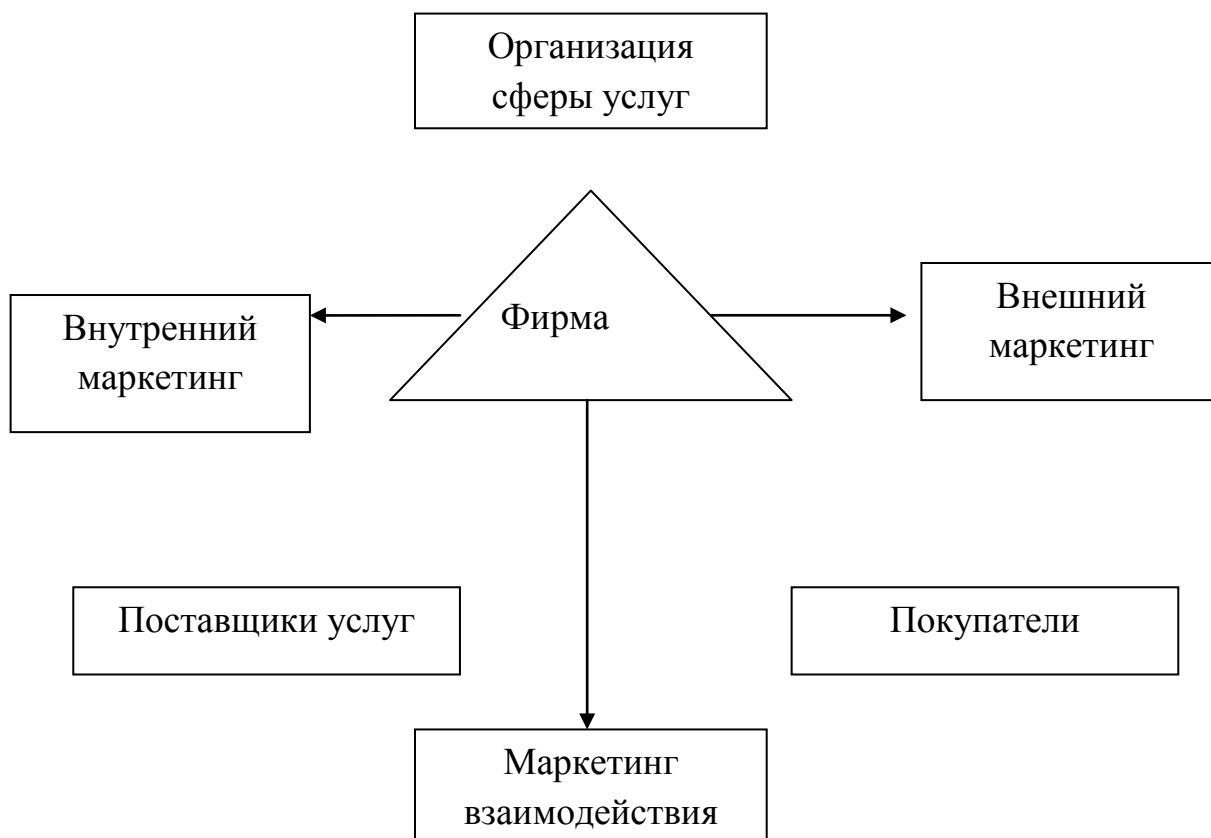 Организация
сферы услуг
Внутренний
маркетинг
Фирма
Внешний
маркетинг
Поставщики услуг
Покупатели
Маркетинг
взаимодействия